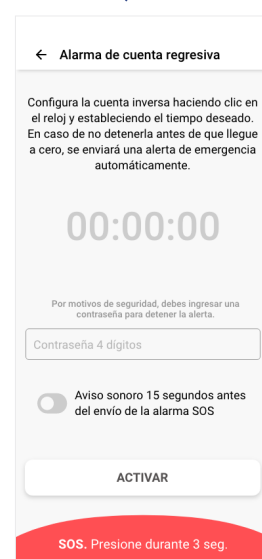 ← Alarma de cuenta regresiva
Configura la cuenta inversa haciendo clic en
el reloj y estableciendo el tiempo deseado.
En caso de no detenerla antes de que llegue
a cero, se enviará una alerta de emergencia
automáticamente.
00:00:00
Por motivos de seguridad, debes ingresar una
contraseña para detener la alerta.
Contraseña 4 dígitos
Aviso sonoro 15 segundos antes
del envío de la alarma SOS
ACTIVAR
SOS. Presione durante 3 seg.